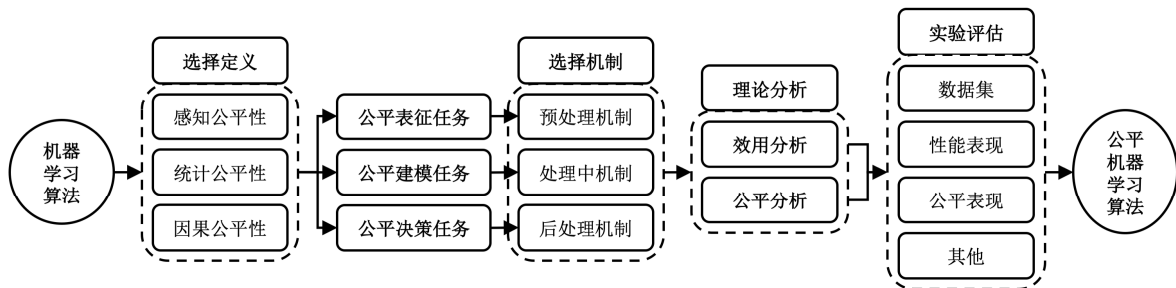 机器
学习
算法
选择定义
感知公平性
统计公平性
因果公平性
公平表征任务
公平建模任务
公平决策任务
选择机制
预处理机制
处理中机制
后处理机制
理论分析
效用分析
公平分析
实验评估
数据集
性能表现
公平表现
其他
公平
机器
学习
算法